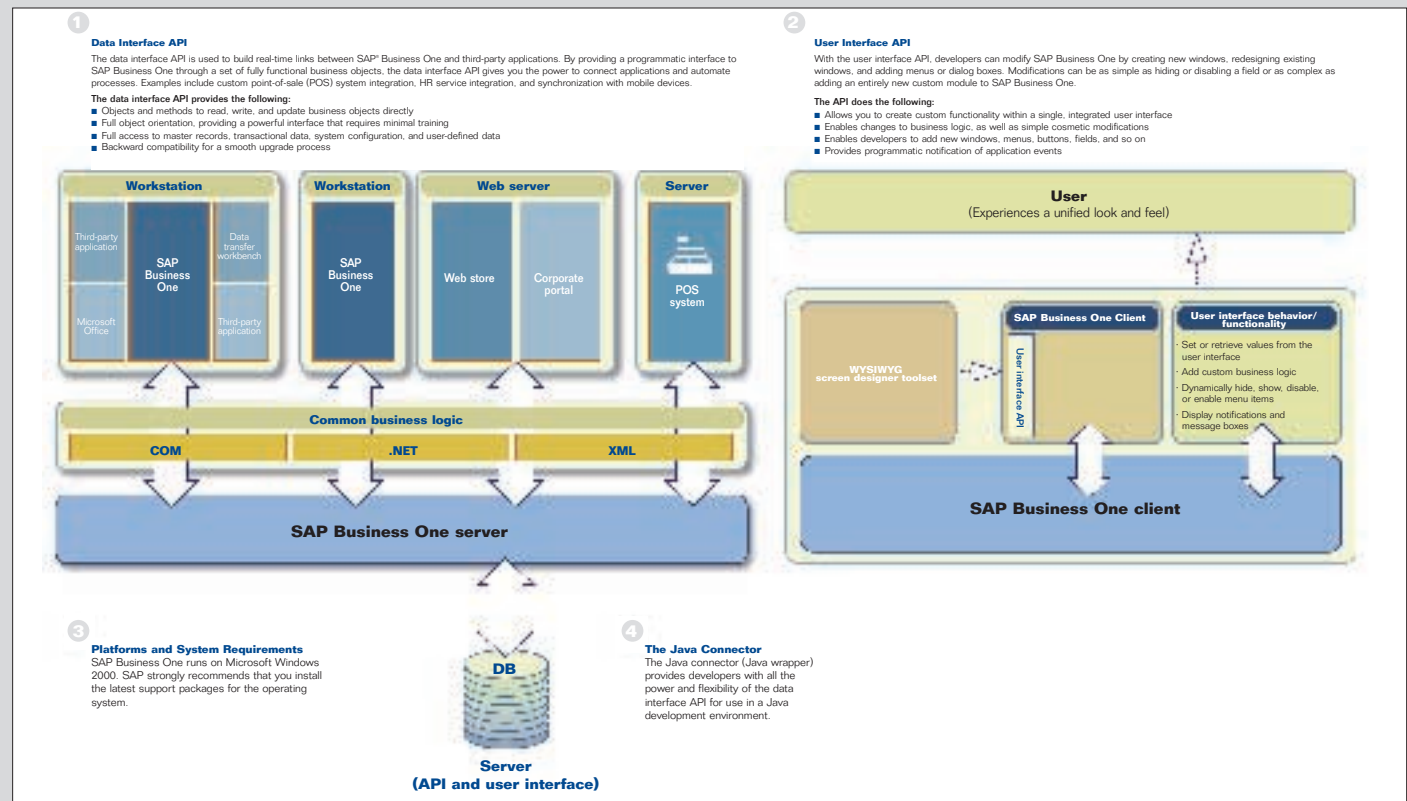 1
Data Interface API
The data interface API is used to build real-time links between SAP® Business One and third-party applications. By providing a programmatic interface to
SAP Business One through a set of fully functional business objects, the data interface API gives you the power to connect applications and automate
processes. Examples include custom point-of-sale (POS) system integration, HR service integration, and synchronization with mobile devices.
The data interface API provides the following:
■ Objects and methods to read, write, and update business objects directly
■ Full object orientation, providing a powerful interface that requires minimal training
■ Full access to master records, transactional data, system configuration, and user-defined data
■ Backward compatibility for a smooth upgrade process
Workstation
Third-party
application
SAP
Business
One
Data
transfer
workbench
Microsoft
Office
Third-party
application
Workstation
SAP
Business
One
Web server
Web store
Corporate
portal
Server
POS
system
Common business logic
COM
.NET
XML
SAP Business One server
DB
Server
(API and user interface)
2
User Interface API
With the user interface API, developers can modify SAP Business One by creating new windows, redesigning existing
windows, and adding menus or dialog boxes. Modifications can be as simple as hiding or disabling a field or as complex as
adding an entirely new custom module to SAP Business One.
The API does the following:
■ Allows you to create custom functionality within a single, integrated user interface
■ Enables changes to business logic, as well as simple cosmetic modifications
■ Enables developers to add new windows, menus, buttons, fields, and so on
■ Provides programmatic notification of application events
User
(Experiences a unified look and feel)
WYSIWYG
screen designer toolset
SAP Business One Client
User interface API
User interface behavior/
functionality
· Set or retrieve values from the
user interface
· Add custom business logic
· Dynamically hide, show, disable,
or enable menu items
· Display notifications and
message boxes
SAP Business One client
3
Platforms and System Requirements
SAP Business One runs on Microsoft Windows
2000. SAP strongly recommends that you install
the latest support packages for the operating
system.
4
The Java Connector
The Java connector (Java wrapper)
provides developers with all the
power and flexibility of the data
interface API for use in a Java
development environment.